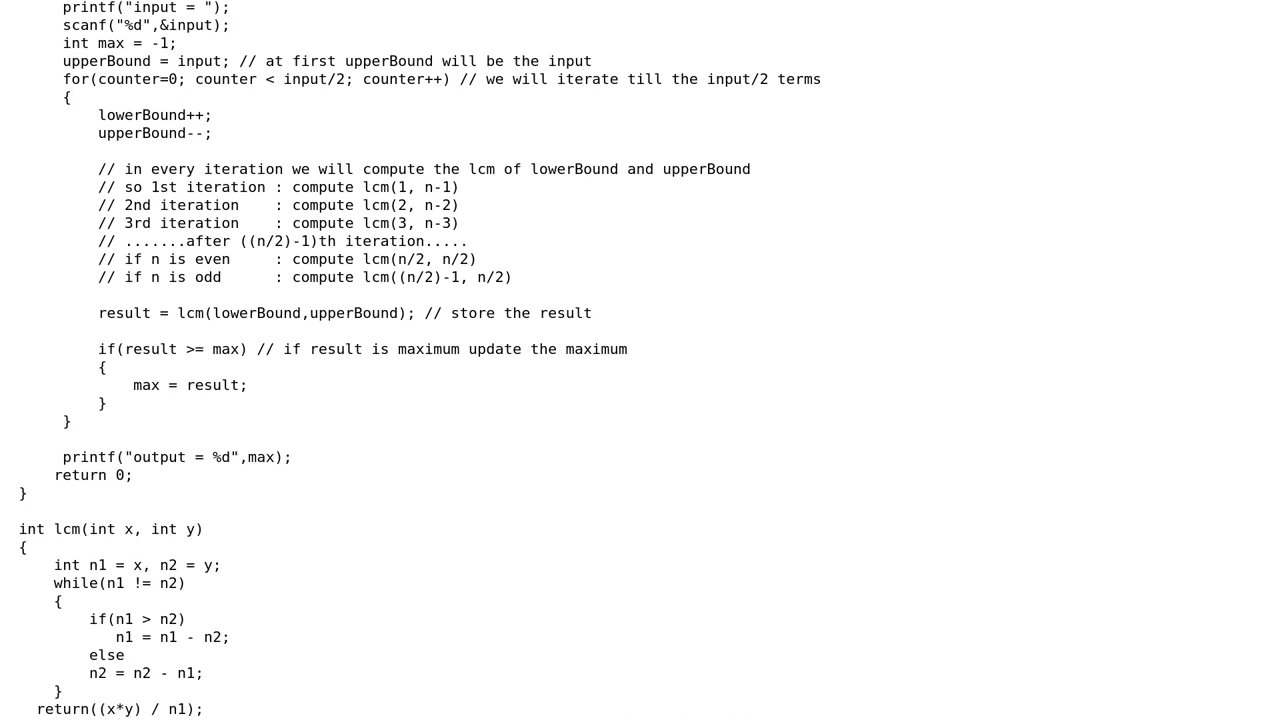 printf("input = ");
scanf("%d",&input);
int max = -1;
upperBound = input; // at first upperBound will be the input
for(counter=0; counter < input/2; counter++) // we will iterate till the input/2 terms
{
lowerBound++;
upperBound--;
// in every iteration we will compute the lcm of lowerBound and upperBound
// so 1st iteration : compute lcm(1, n-1)
// 2nd iteration    : compute lcm(2, n-2)
// 3rd iteration    : compute lcm(3, n-3)
// .......after ((n/2)-1)th iteration.....
// if n is even     : compute lcm(n/2, n/2)
// if n is odd      : compute lcm((n/2)-1, n/2)
result = lcm(lowerBound,upperBound); // store the result
if(result >= max) // if result is maximum update the maximum
{
max = result;
}
}
printf("output = %d",max);
return 0;
}
int lcm(int x, int y)
{
int n1 = x, n2 = y;
while(n1 != n2)
{
if(n1 > n2)
n1 = n1 - n2;
else
n2 = n2 - n1;
}
return((x*y) / n1);